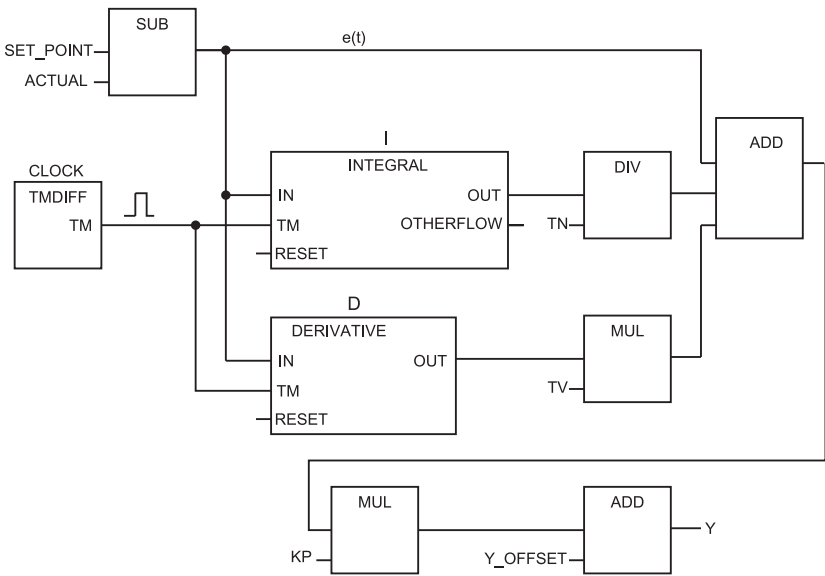 SUB
SET_POINT
ACTUAL
e(t)
ADD
I
INTEGRAL
IN
TM
RESET
OUT
OTHERFLOW
DIV
TN
CLOCK
TMDIFF
TM
D
DERIVATIVE
IN
TM
RESET
OUT
MUL
TV
MUL
KP
ADD
Y_OFFSET
Y